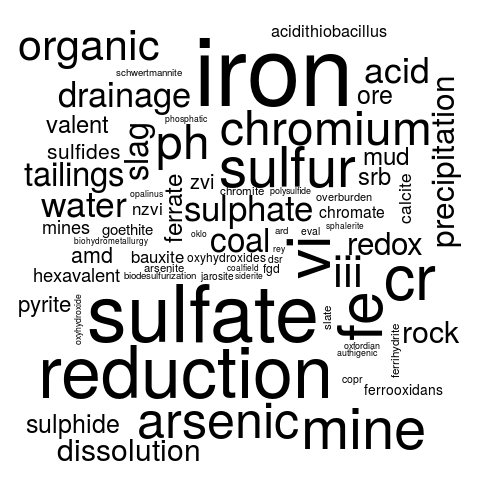 acidithiobacillus
organic
iron
schwertmannite
acid
drainage
ore
precipitation
phosphatic
valent
slag
ph
chromium
sulfides
sulfur
mud
tailings
srb
zvi
chromite
polysulfide
overburden
calcite
opalinus
water
nzvi
ferrate
sulphate
chromate
mines
goethite
oklo
coal
ard
eval
sphalerite
biohydrometallurgy
vi
redox
amd
bauxite
oxyhydroxides
rey
dsr
iii
cr
hexavalent
arsenite
biodesulfurization
jarosite
coalfield
siderite
fgd
pyrite
oxyhydroxide
sulfate
slate
fe
ferrihydrite
rock
oxfordian
authigenic
reduction
copr
ferrooxidans
sulphide
arsenic
mine
dissolution